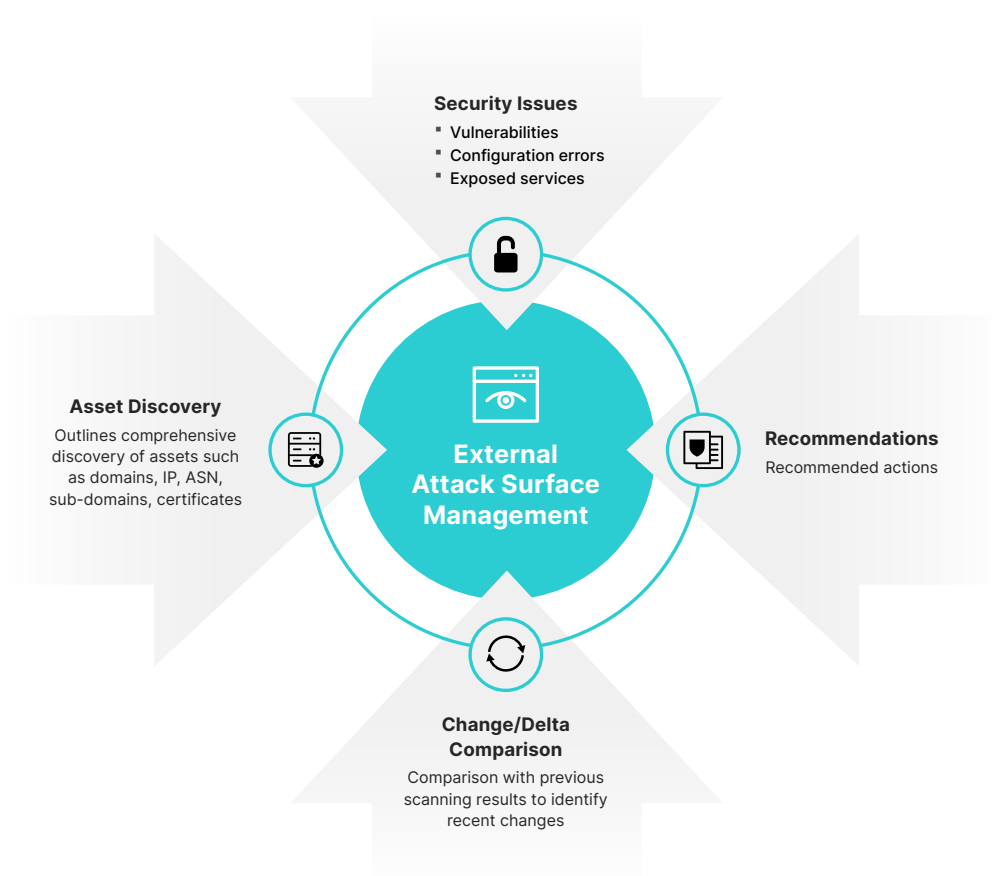 Security Issues
Vulnerabilities
Configuration errors
Exposed services
Asset Discovery
Outlines comprehensive
discovery of assets such
as domains, IP, ASN,
sub-domains, certificates
External
Attack Surface
Management
Recommendations
Recommended actions
Change/Delta
Comparison
Comparison with previous
scanning results to identify
recent changes